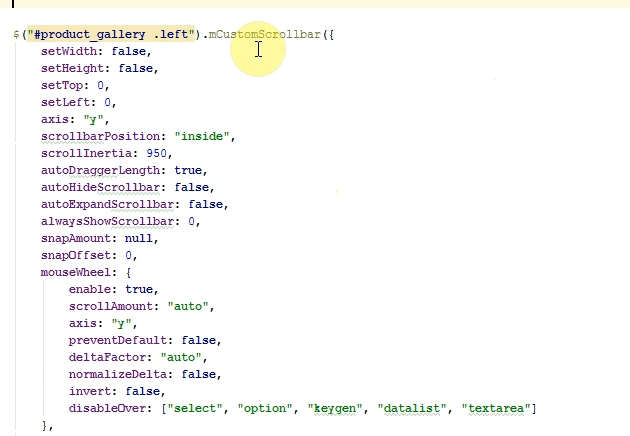 $("#product_gallery .left").mCustomScrollbar({
setWidth: false,
setHeight: false,
setTop: 0,
setLeft: 0,
axis: "y",
scrollbarPosition: "inside",
scrollInertia: 950,
autoDraggerLength: true,
autoHideScrollbar: false,
autoExpandScrollbar: false,
alwaysShowScrollbar: 0,
snapAmount: null,
snapOffset: 0,
mouseWheel: {
enable: true,
scrollAmount: "auto",
axis: "y",
preventDefault: false,
deltaFactor: "auto",
normalizeDelta: false,
invert: false,
disableOver: ["select", "option", "keygen", "datalist", "textarea"]
},